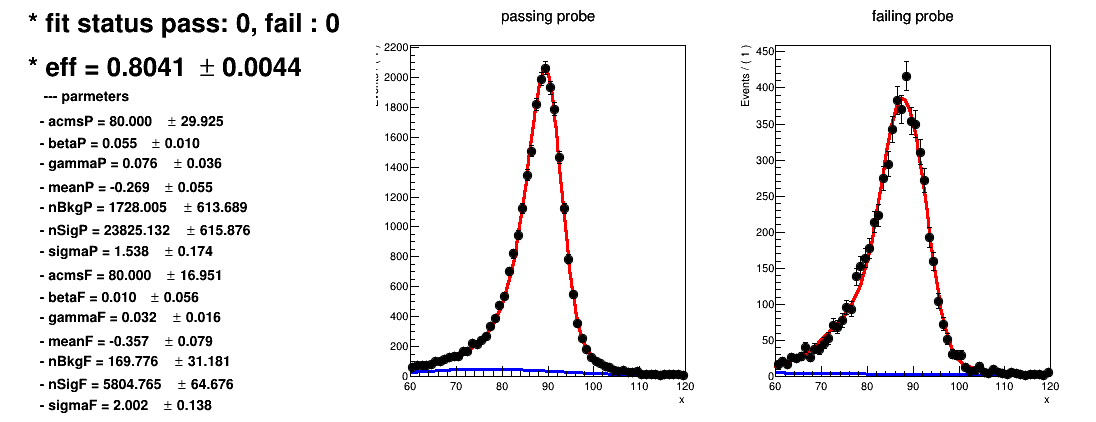 * fit status pass: 0, fail : 0
* eff = 0.8041 ± 0.0044
--- parmeters
- acmsP = 80.000 ± 29.925
- betaP = 0.055 ± 0.010
- gammaP = 0.076 ± 0.036
- meanP = -0.269 ± 0.055
- nBkgP = 1728.005 ± 613.689
- nSigP = 23825.132 ± 615.876
- sigmaP = 1.538 ± 0.174
- acmsF = 80.000 ± 16.951
- betaF = 0.010 ± 0.056
- gammaF = 0.032 ± 0.016
- meanF = -0.357 ± 0.079
- nBkgF = 169.776 ± 31.181
- nSigF = 5804.765 ± 64.676
- sigmaF = 2.002 ± 0.138
passing probe
2200
2000
1800
1600
1400
1200
1000
800
600
400
200
0
60 70 80 90 100 110 120
x
failing probe
Events / ( 1 )
450
400
350
300
250
200
150
100
50
0
60 70 80 90 100 110 120
x